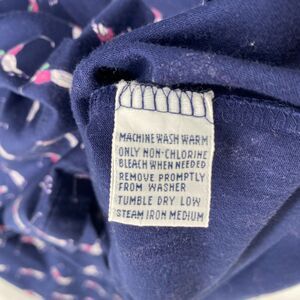 MACHINE WASH WARM
ONLY NON-CHLORINE
BLEACH WHEN NEEDED
REMOVE PROMPTLY
FROM WASHER
TUMBLE DRY LOW
STEAM IRON MEDIUM